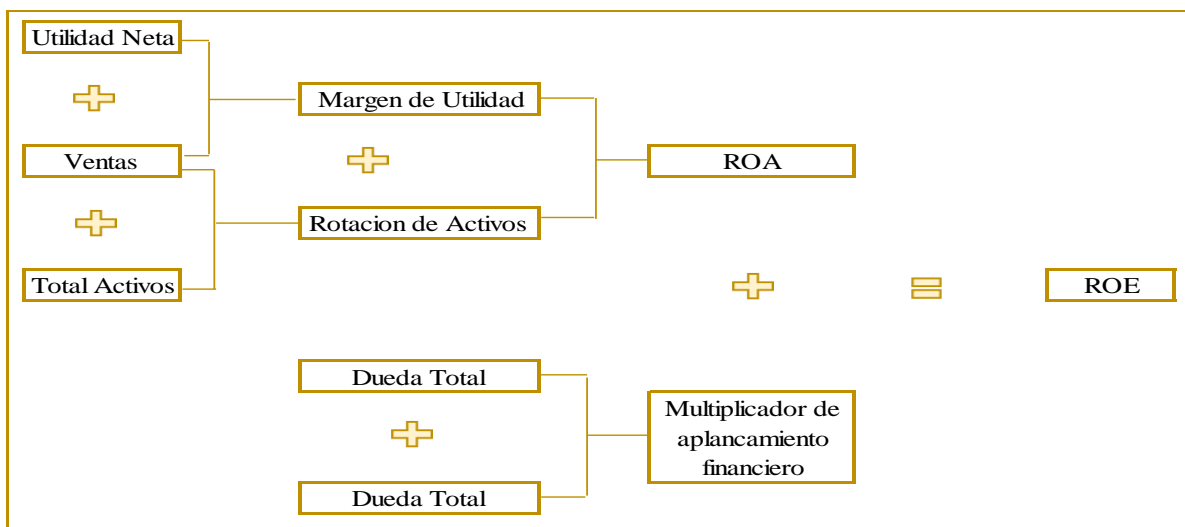 Utilidad Neta
Margen de Utilidad
Ventas
ROA
Rotacion de Activos
Total Activos
ROE
Dueda Total
Multiplicador de
aplancamiento
financiero
Dueda Total